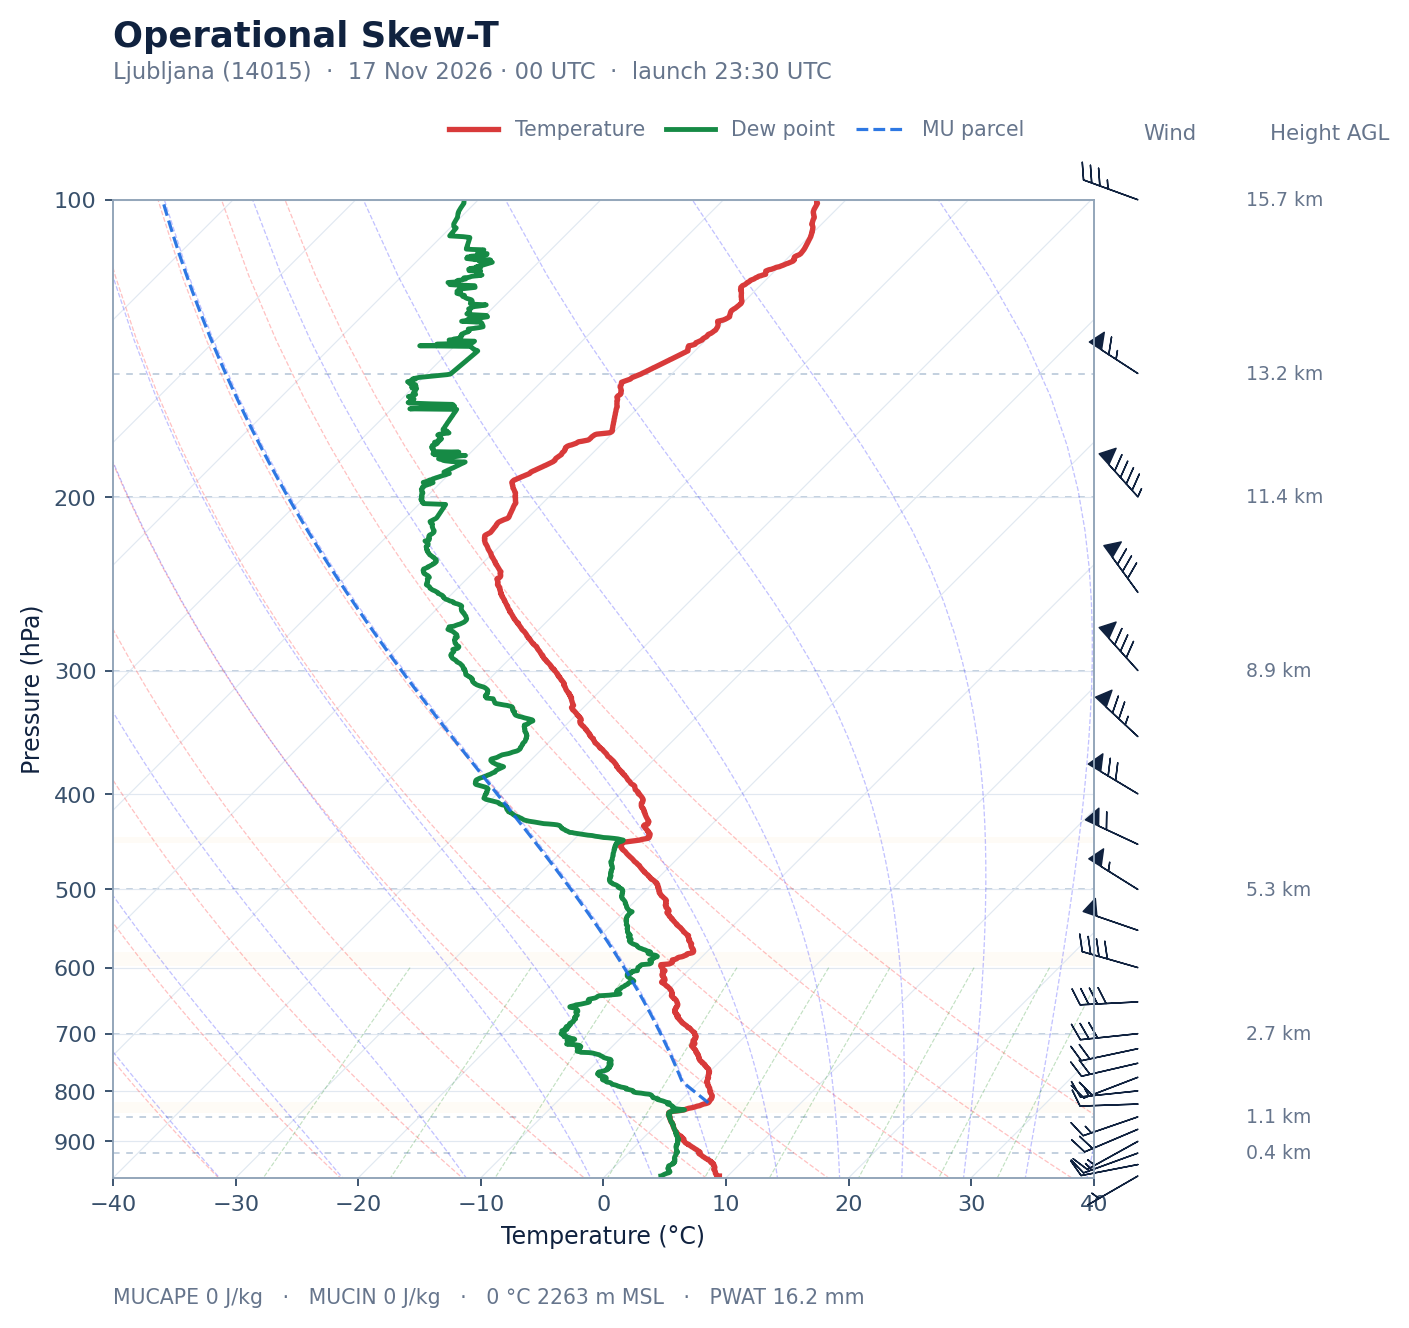 Operational Skew-T
Ljubljana (14015)  ·  17 Nov 2026 · 00 UTC  ·  launch 23:30 UTC
Temperature  Dew point  MU parcel  Wind  Height AGL
100  15.7 km
13.2 km
200  11.4 km
300  8.9 km
400
500  5.3 km
600
700  2.7 km
800
1.1 km
900
0.4 km
Pressure (hPa)
−40  −30  −20  −10  0  10  20  30  40
Temperature (°C)
MUCAPE 0 J/kg  ·  MUCIN 0 J/kg  ·  0 °C 2263 m MSL  ·  PWAT 16.2 mm